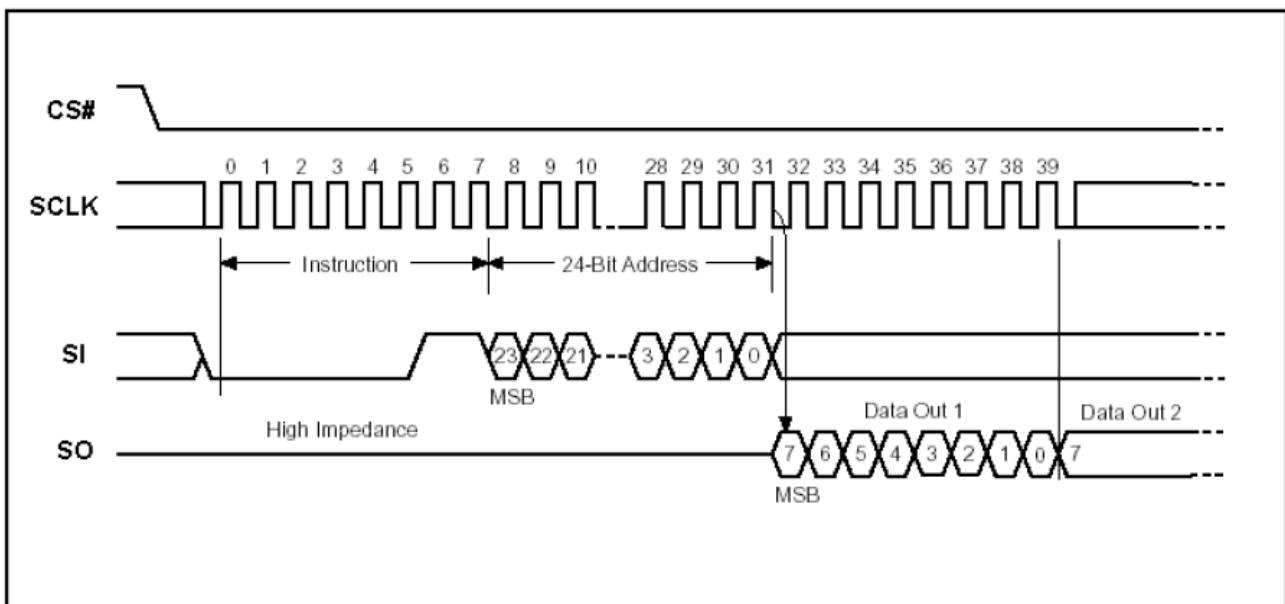 CS#
0 1 2 3 4 5 6 7 8 9 10 28 29 30 31 32 33 34 35 36 37 38 39
SCLK
Instruction 24-Bit Address
SI 23 22 21 3 2 1 0
MSB
High Impedance Data Out 1 Data Out 2
SO 7 6 5 4 3 2 1 0 7
MSB